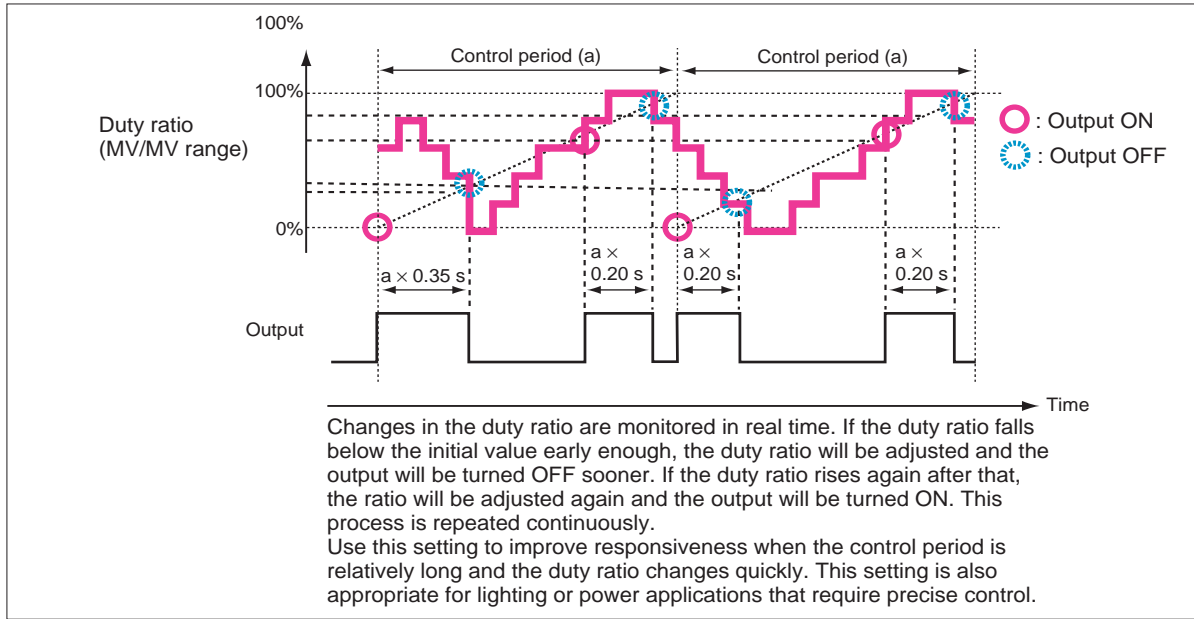 100%
Control period (a)
Control period (a)
100%
Duty ratio
(MV/MV range)
: Output ON
: Output OFF
0%
a ×
0.20 s
a ×
0.20 s
a ×
0.20 s
a × 0.35 s
Output
Time
Changes in the duty ratio are monitored in real time. If the duty ratio falls
below the initial value early enough, the duty ratio will be adjusted and the
output will be turned OFF sooner. If the duty ratio rises again after that,
the ratio will be adjusted again and the output will be turned ON. This
process is repeated continuously.
Use this setting to improve responsiveness when the control period is
relatively long and the duty ratio changes quickly. This setting is also
appropriate for lighting or power applications that require precise control.